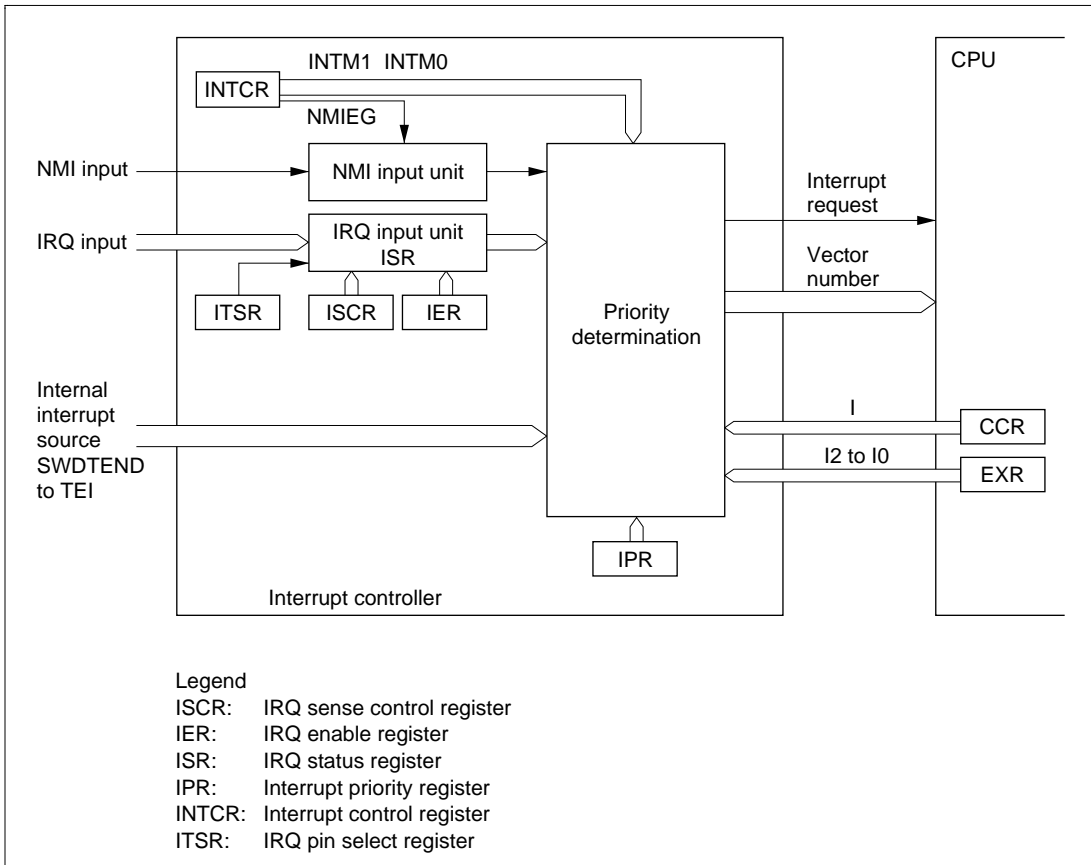 INTM1 INTM0
CPU
INTCR
NMIEG
NMI input
NMI input unit
Interrupt
request
IRQ input
IRQ input unit
ISR
Vector
number
ITSR
ISCR
IER
Priority
determination
Internal
interrupt
source
SWDTEND
to TEI
I
CCR
I2 to I0
EXR
IPR
Interrupt controller
Legend
ISCR: IRQ sense control register
IER: IRQ enable register
ISR: IRQ status register
IPR: Interrupt priority register
INTCR: Interrupt control register
ITSR: IRQ pin select register